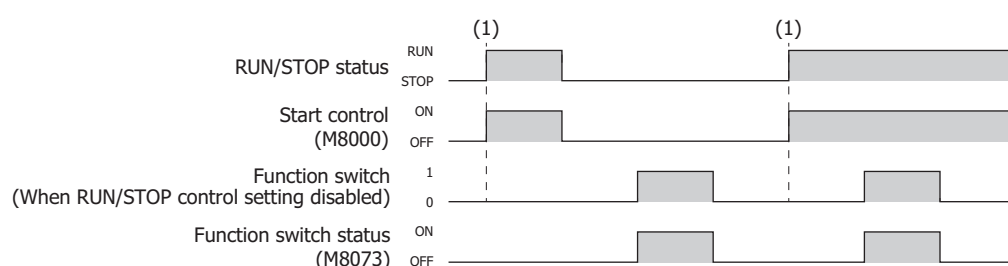 (1) (1)
RUN/STOP status RUN
STOP
Start control ON
(M8000) OFF
Function switch 1
(When RUN/STOP control setting disabled) 0
Function switch status ON
(M8073) OFF